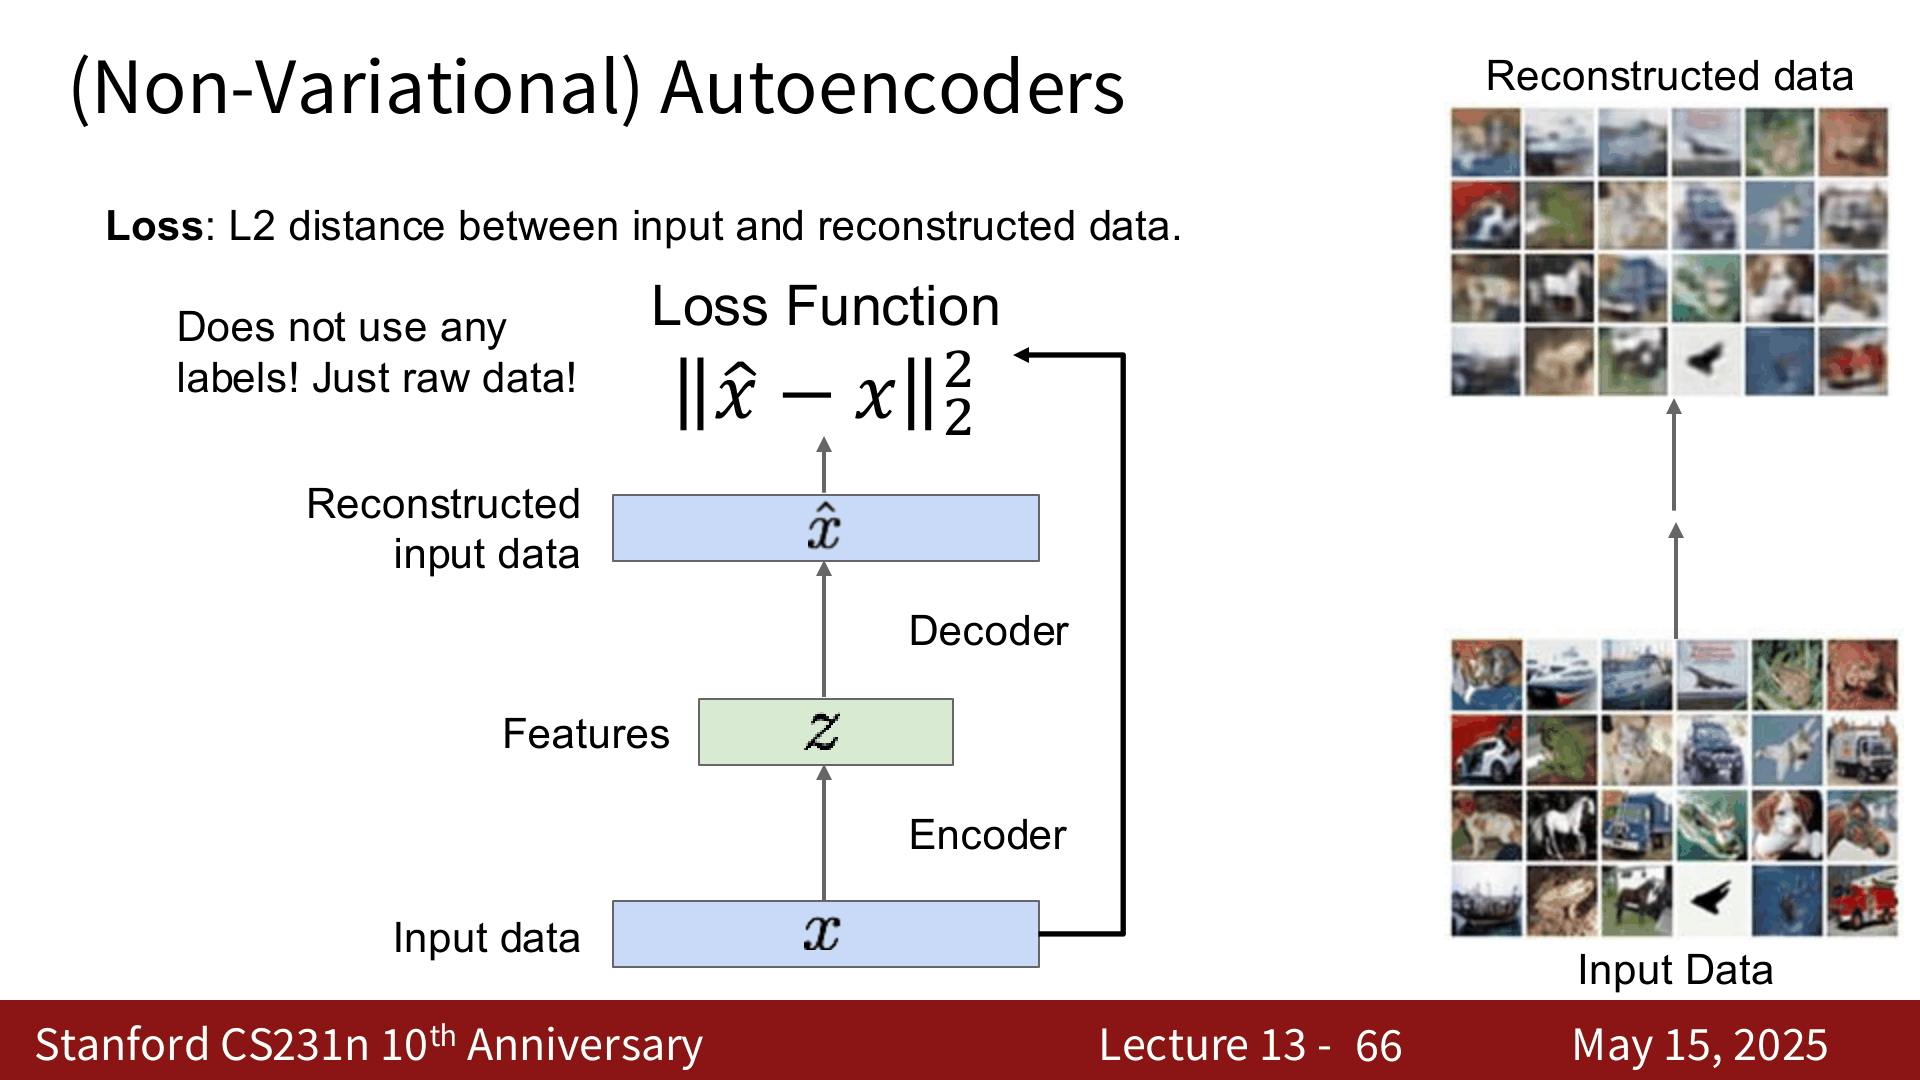 (Non-Variational) Autoencoders
Reconstructed data
Loss: L2 distance between input and reconstructed data.
Does not use any
labels! Just raw data!
Loss Function
‖x̂ − x‖₂²
Reconstructed
input data
x̂
Decoder
Features
z
Encoder
Input data
x
Input Data
Stanford CS231n 10th Anniversary
Lecture 13 - 66
May 15, 2025